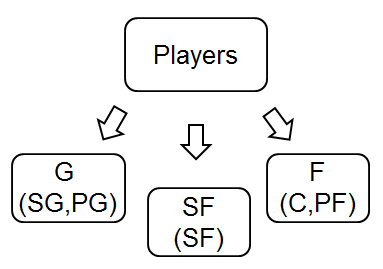 Players
G
(SG,PG)
SF
(SF)
F
(C,PF)